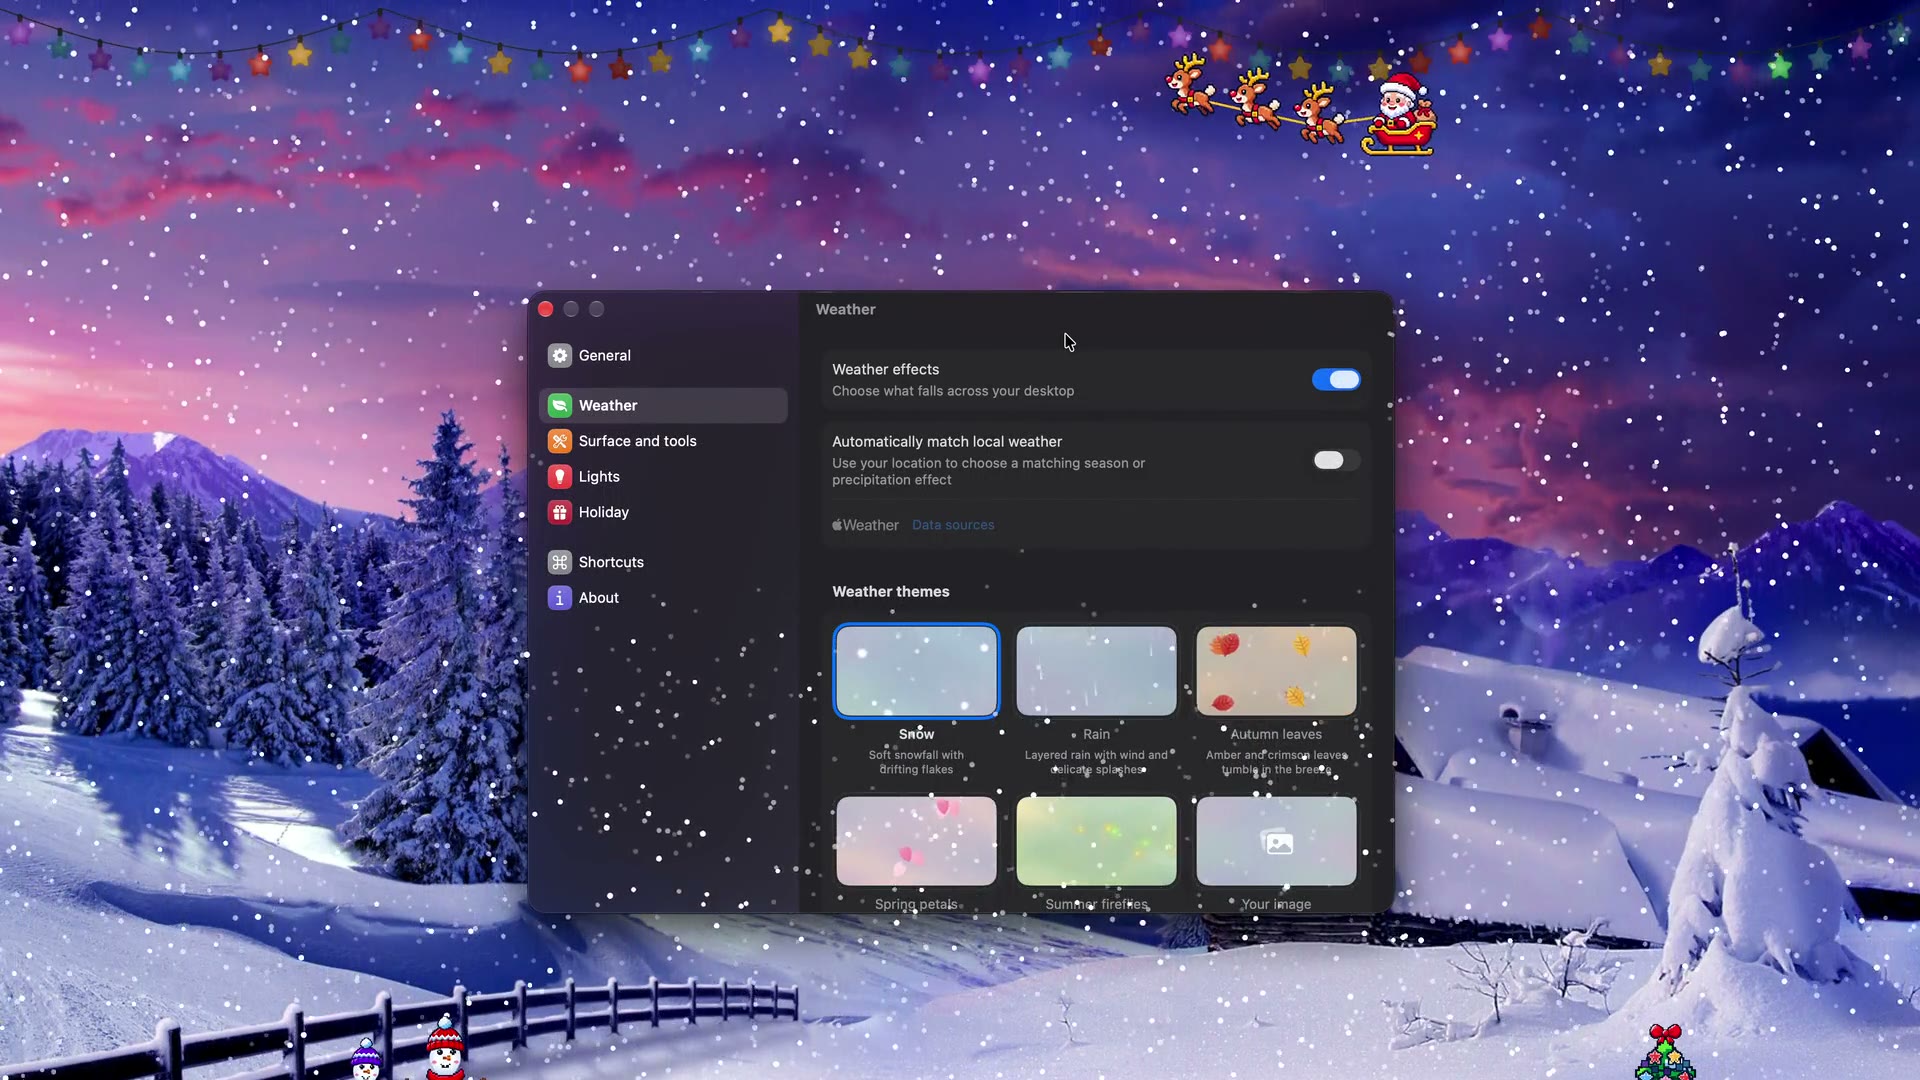 Weather
General
Weather
Surface and tools
Lights
Holiday
Shortcuts
About
Weather effects
Choose what falls across your desktop
Automatically match local weather
Use your location to choose a matching season or
precipitation effect
Weather Data sources
Weather themes
Snow
Soft snowfall with
drifting flakes
Rain
Layered rain with wind and
delicate splashes
Autumn leaves
Amber and crimson leaves
tumble in the breeze
Spring petals
Summer fireflies
Your image